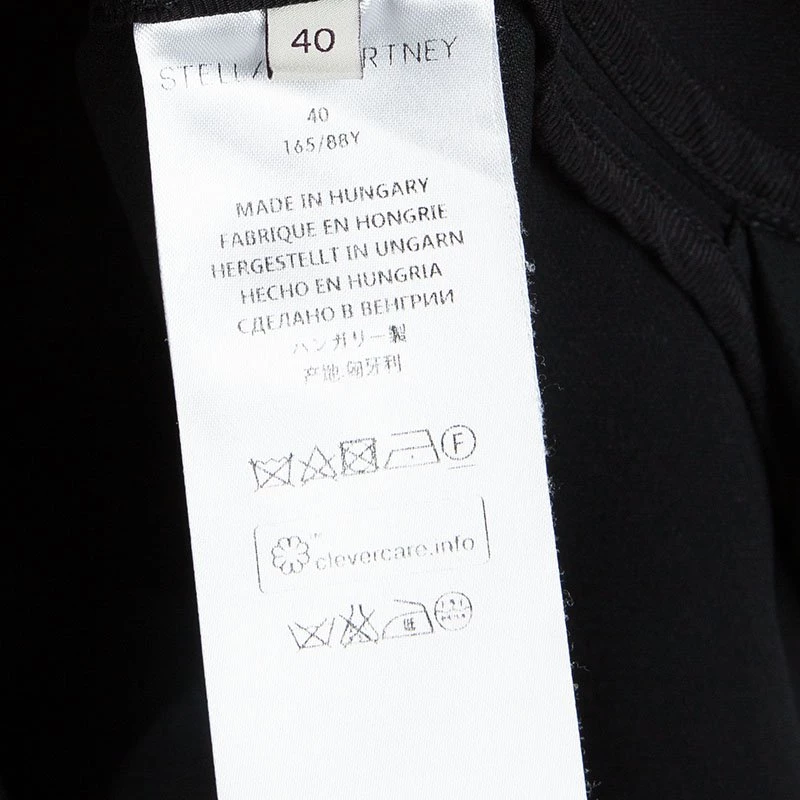 40
STELL RTNEY
40
165/88Y
MADE IN HUNGARY
FABRIQUE EN HONGRIE
HERGESTELLT IN UNGARN
HECHO EN HUNGRIA
СДЕЛАНО В ВЕНГРИИ
ハンガリー製
产地:匈牙利
F
clevercare.info